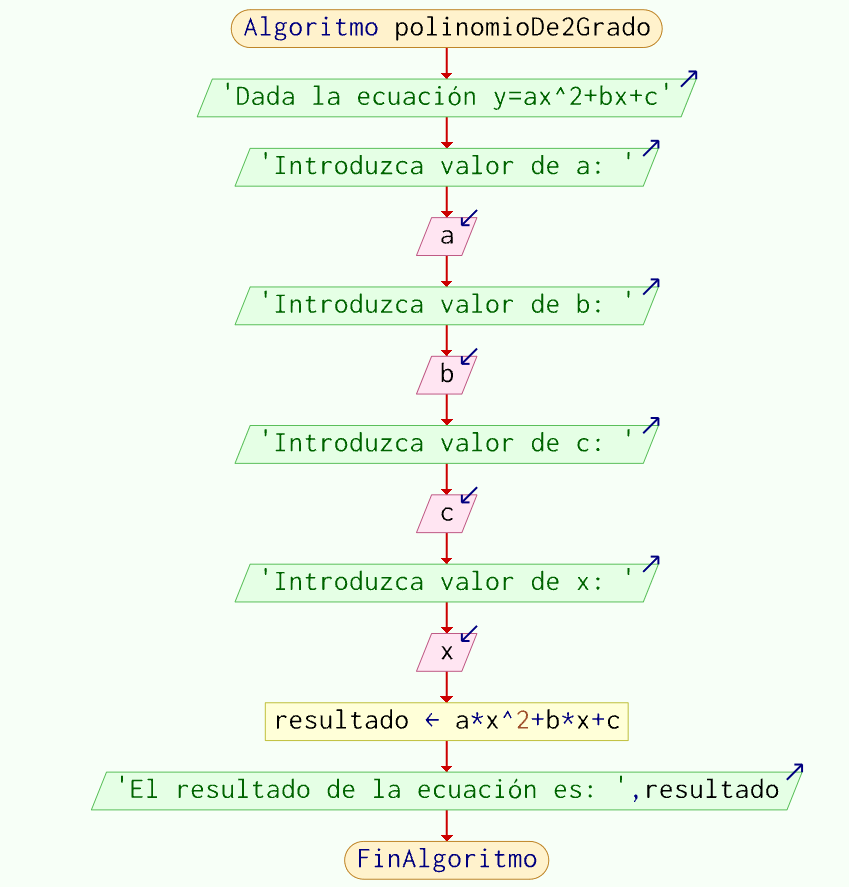 Algoritmo polinomioDe2Grado
'Dada la ecuación y=ax^2+bx+c'
'Introduzca valor de a: '
a
'Introduzca valor de b: '
b
'Introduzca valor de c: '
c
'Introduzca valor de x: '
x
resultado ← a*x^2+b*x+c
'El resultado de la ecuación es: ',resultado
FinAlgoritmo